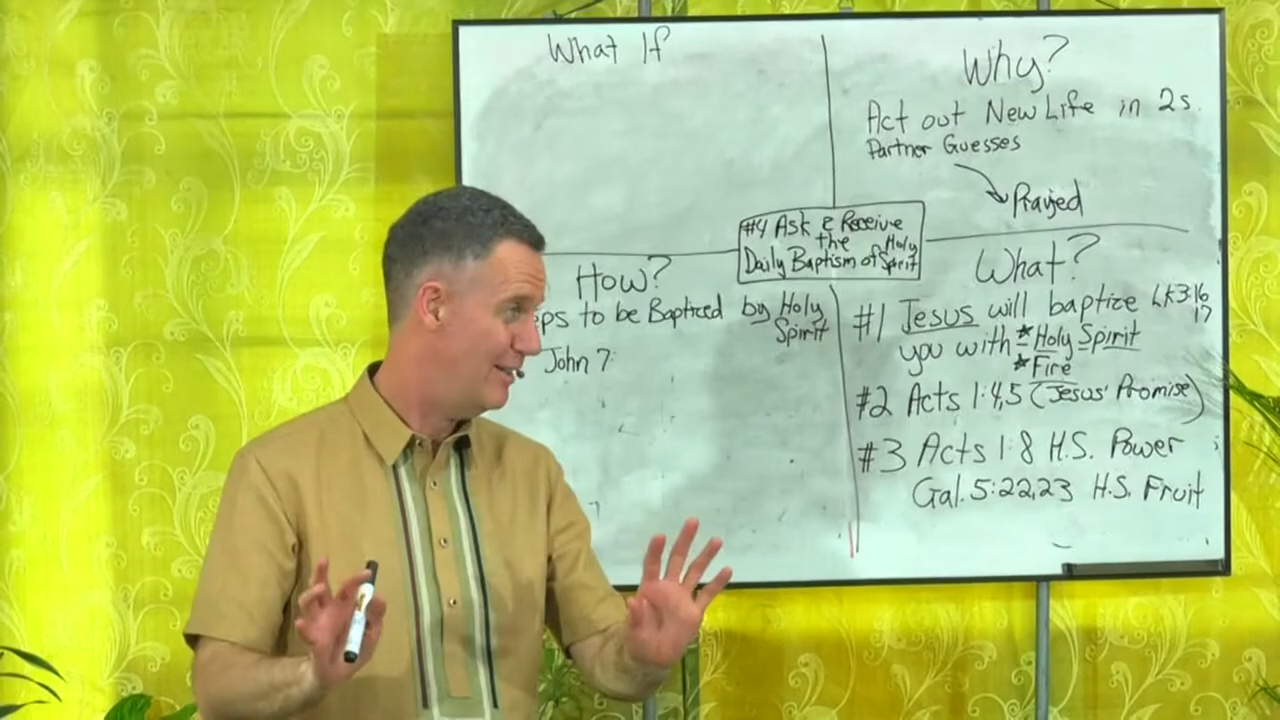 What If
Why?
Act out New Life in 2s.
Partner Guesses
Prayed
#4 Ask & Receive
the
Daily Baptism of Holy Spirit
How?
eps to be Baptized by Holy
Spirit
John 7
What?
#1 Jesus will baptize Lk 3:16
17
you with * Holy Spirit
* Fire
#2 Acts 1:4,5 (Jesus' Promise)
#3 Acts 1:8 H.S. Power
Gal. 5:22,23 H.S. Fruit